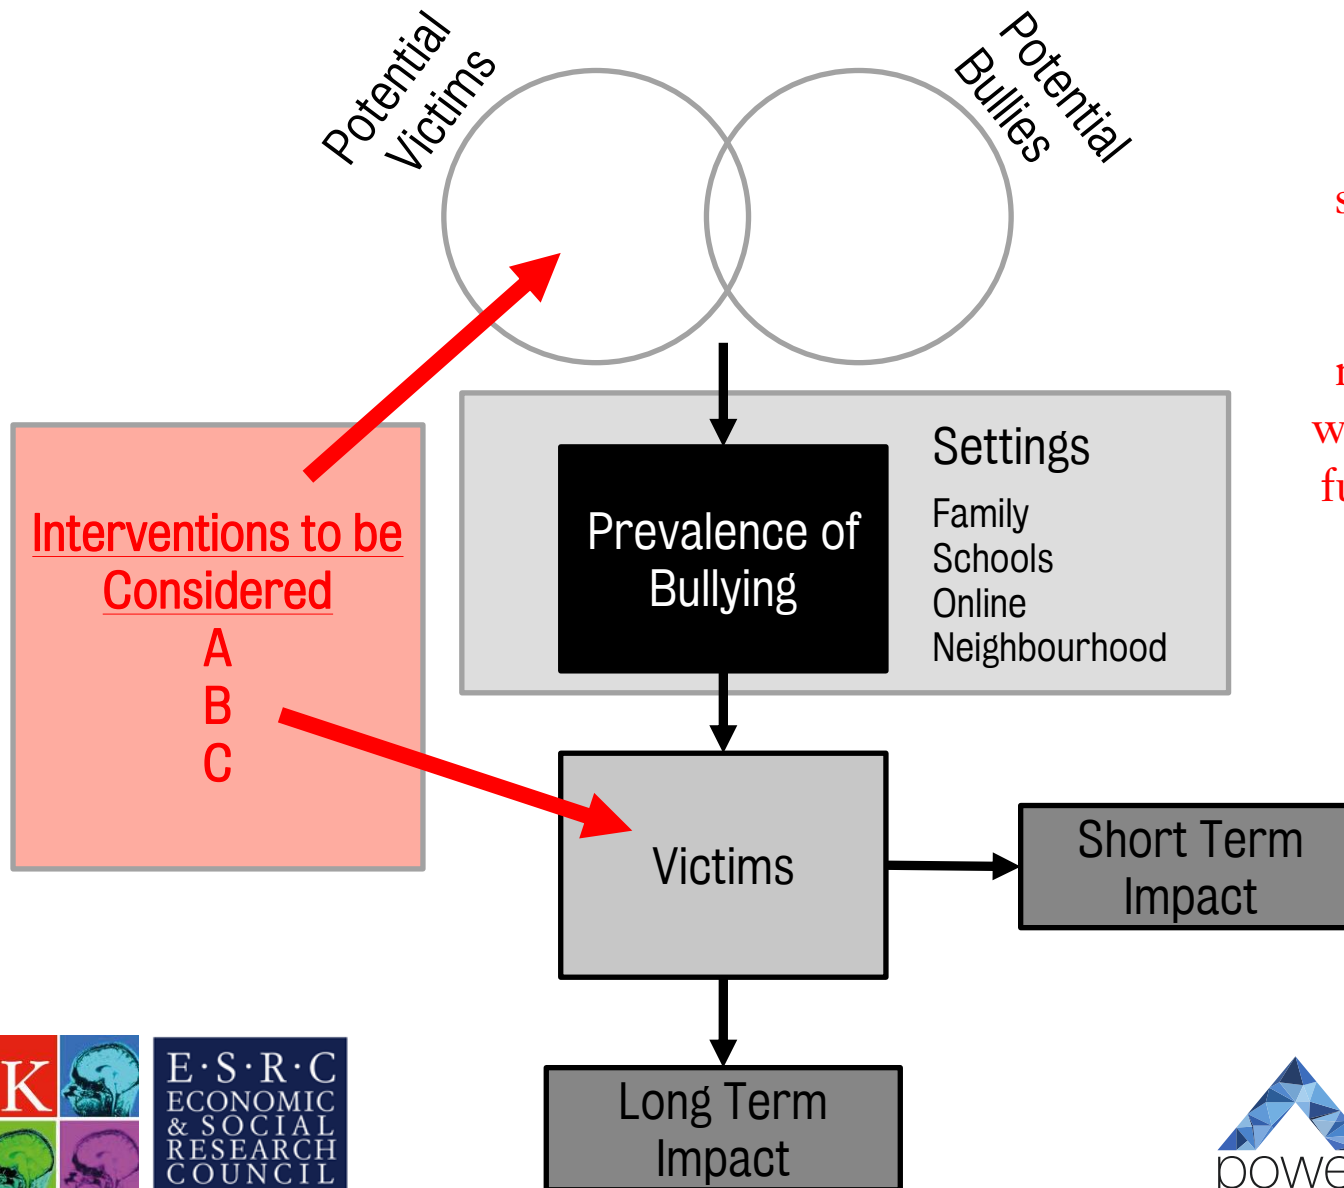 Potential
Victims
Potential
Bullies
Interventions to be
Considered
A
B
C
Prevalence of
Bullying
Settings
Family
Schools
Online
Neighbourhood
Victims
Short Term
Impact
Long Term
Impact
K
E·S·R·C
ECONOMIC
& SOCIAL
RESEARCH
COUNCIL